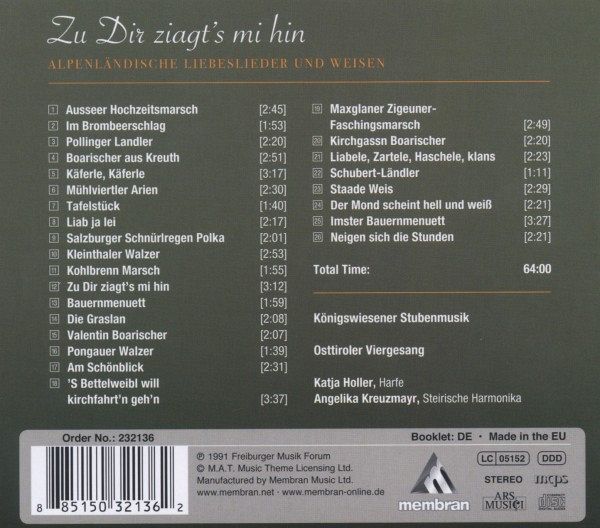 Zu Dir ziagt's mi hin
ALPENLÄNDISCHE LIEBESLIEDER UND WEISEN
1 Ausseer Hochzeitsmarsch [2:45]
2 Im Brombeerschlag [1:53]
3 Pollinger Landler [2:20]
4 Boarischer aus Kreuth [2:51]
5 Käferle, Käferle [3:17]
6 Mühlviertler Arien [2:30]
7 Tafelstück [1:40]
8 Liab ja lei [2:17]
9 Salzburger Schnürlregen Polka [2:01]
10 Kleinthaler Walzer [2:53]
11 Kohlbrenn Marsch [1:55]
12 Zu Dir ziagt's mi hin [3:12]
13 Bauernmenuett [1:59]
14 Die Graslan [2:08]
15 Valentin Boarischer [2:07]
16 Pongauer Walzer [1:39]
17 Am Schönblick [2:31]
18 'S Bettelweibl will
kirchfahrt'n geh'n [3:37]
19 Maxglaner Zigeuner-
Faschingsmarsch [2:49]
20 Kirchgassn Boarischer [2:20]
21 Liabele, Zartele, Haschele, klans [2:23]
22 Schubert-Ländler [1:11]
23 Staade Weis [2:29]
24 Der Mond scheint hell und weiß [2:21]
25 Imster Bauernmenuett [3:27]
26 Neigen sich die Stunden [2:21]
Total Time: 64:00
Königswiesener Stubenmusik
Osttiroler Viergesang
Katja Holler, Harfe
Angelika Kreuzmayr, Steirische Harmonika
Order No.: 232136
Booklet: DE • Made in the EU
8 85150 32136 2
℗ 1991 Freiburger Musik Forum
© M.A.T. Music Theme Licensing Ltd.
Manufactured by Membran Music Ltd.
www.membran.net - www.membran-online.de
membran
LC 05152
DDD
STEREO
mcps
ARS MUSICI
COMPACT disc DIGITAL AUDIO